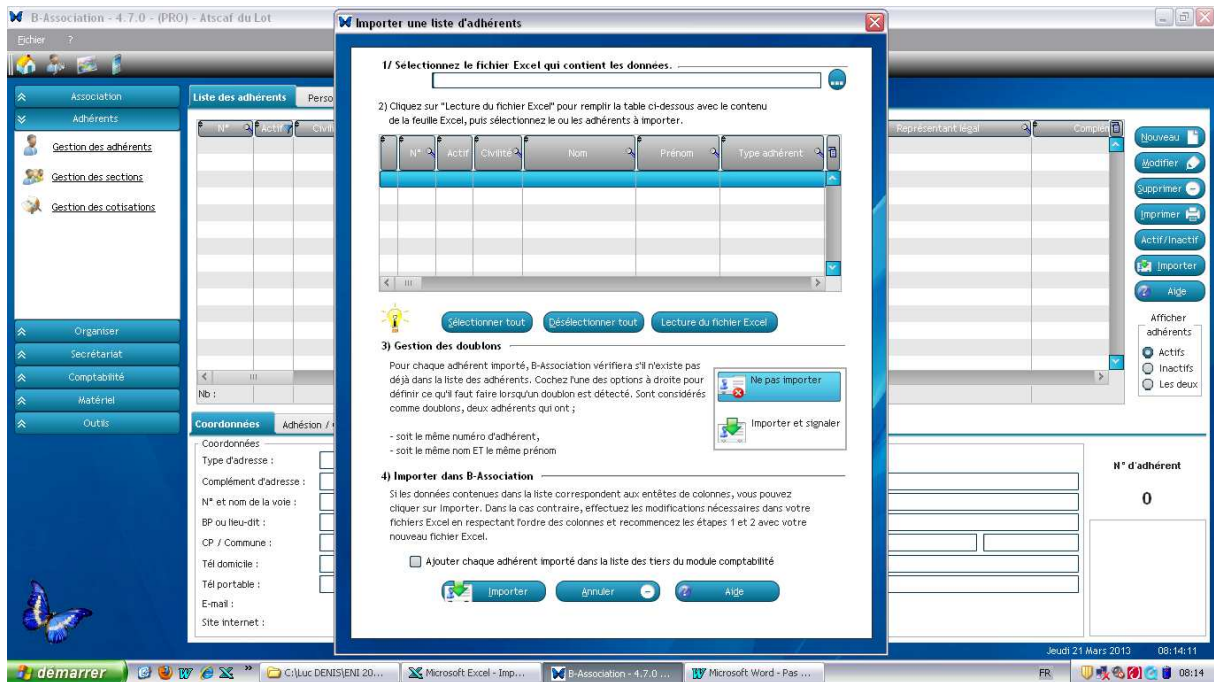 B-Association - 4.7.0 - (PRO) - Atscaf du Lot
Fichier ?
Association
Adhérents
Gestion des adhérents
Gestion des sections
Gestion des cotisations
Organiser
Secrétariat
Comptabilité
Matériel
Outils
Liste des adhérents Perso
N° Actif Civili
Nb :
Coordonnées Adhésion /
Coordonnées
Type d'adresse :
Complément d'adresse :
N° et nom de la voie :
BP ou lieu-dit :
CP / Commune :
Tél domicile :
Tél portable :
E-mail :
Site internet :
Importer une liste d'adhérents
1/ Sélectionnez le fichier Excel qui contient les données.
...
2) Cliquez sur "Lecture du fichier Excel" pour remplir la table ci-dessous avec le contenu
de la feuille Excel, puis sélectionnez le ou les adhérents à importer.
N° Actif Civilité Nom Prénom Type adhérent
Sélectionner tout Désélectionner tout Lecture du fichier Excel
3) Gestion des doublons
Pour chaque adhérent importé, B-Association vérifiera s'il n'existe pas
déjà dans la liste des adhérents. Cochez l'une des options à droite pour
définir ce qu'il faut faire lorsqu'un doublon est détecté. Sont considérés
comme doublons, deux adhérents qui ont ;
- soit le même numéro d'adhérent,
- soit le même nom ET le même prénom
Ne pas importer
Importer et signaler
4) Importer dans B-Association
Si les données contenues dans la liste correspondent aux entêtes de colonnes, vous pouvez
cliquer sur Importer. Dans la cas contraire, effectuez les modifications nécessaires dans votre
fichiers Excel en respectant l'ordre des colonnes et recommencez les étapes 1 et 2 avec votre
nouveau fichier Excel.
Ajouter chaque adhérent importé dans la liste des tiers du module comptabilité
Importer Annuler Aide
Représentant légal Complém
Nouveau
Modifier
Supprimer
Imprimer
Actif/Inactif
Importer
Aide
Afficher
adhérents
Actifs
Inactifs
Les deux
N° d'adhérent
0
Jeudi 21 Mars 2013 08:14:11
démarrer C:\Luc DENIS\ENI 20... Microsoft Excel - Imp... B-Association - 4.7.0 ... Microsoft Word - Pas ... FR 08:14